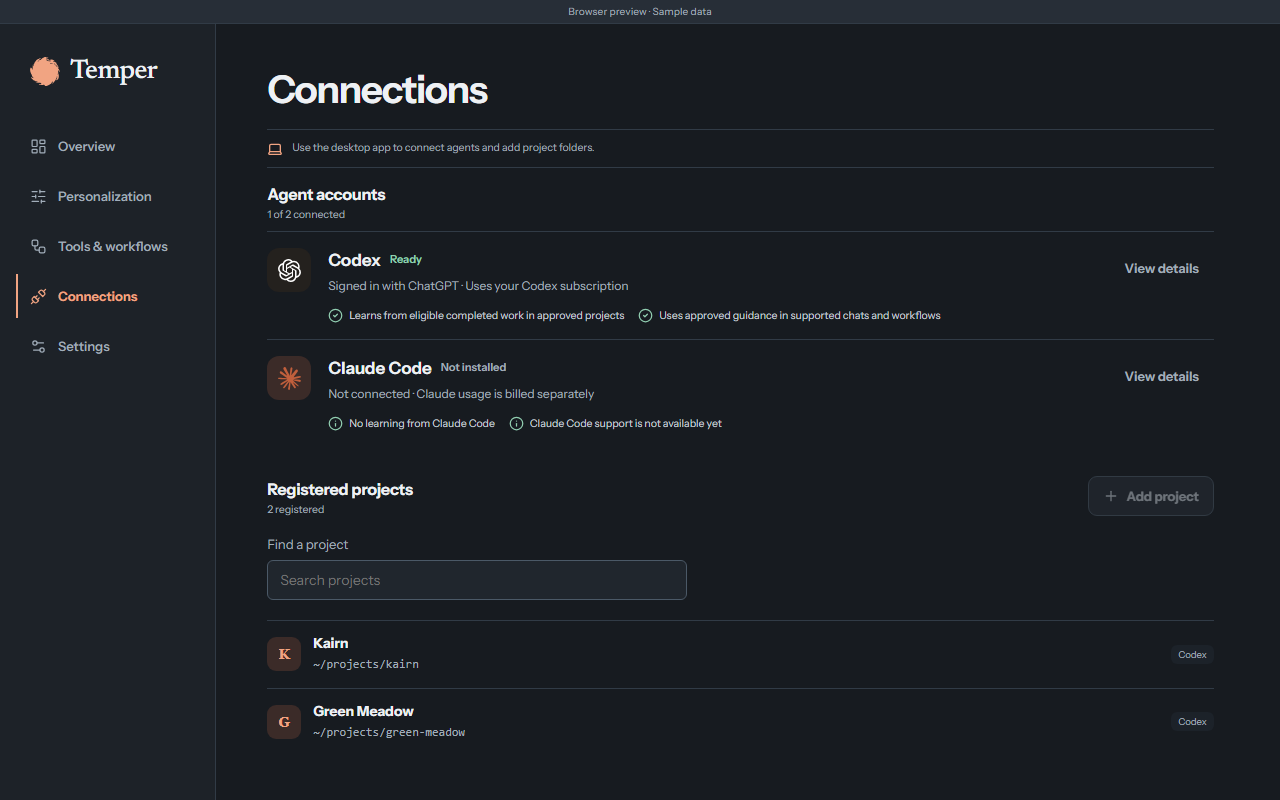 Browser preview · Sample data
Temper
Overview
Personalization
Tools & workflows
Connections
Settings
Connections
Use the desktop app to connect agents and add project folders.
Agent accounts
1 of 2 connected
Codex Ready
View details
Signed in with ChatGPT · Uses your Codex subscription
Learns from eligible completed work in approved projects Uses approved guidance in supported chats and workflows
Claude Code Not installed
View details
Not connected · Claude usage is billed separately
No learning from Claude Code Claude Code support is not available yet
Registered projects
2 registered
Add project
Find a project
Search projects
K
Kairn
~/projects/kairn
Codex
G
Green Meadow
~/projects/green-meadow
Codex